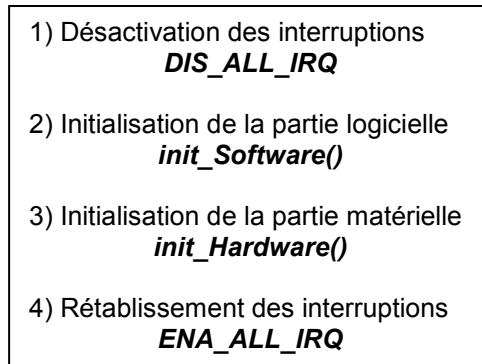 1) Désactivation des interruptions
DIS_ALL_IRQ
2) Initialisation de la partie logicielle
init_Software()
3) Initialisation de la partie matérielle
init_Hardware()
4) Rétablissement des interruptions
ENA_ALL_IRQ